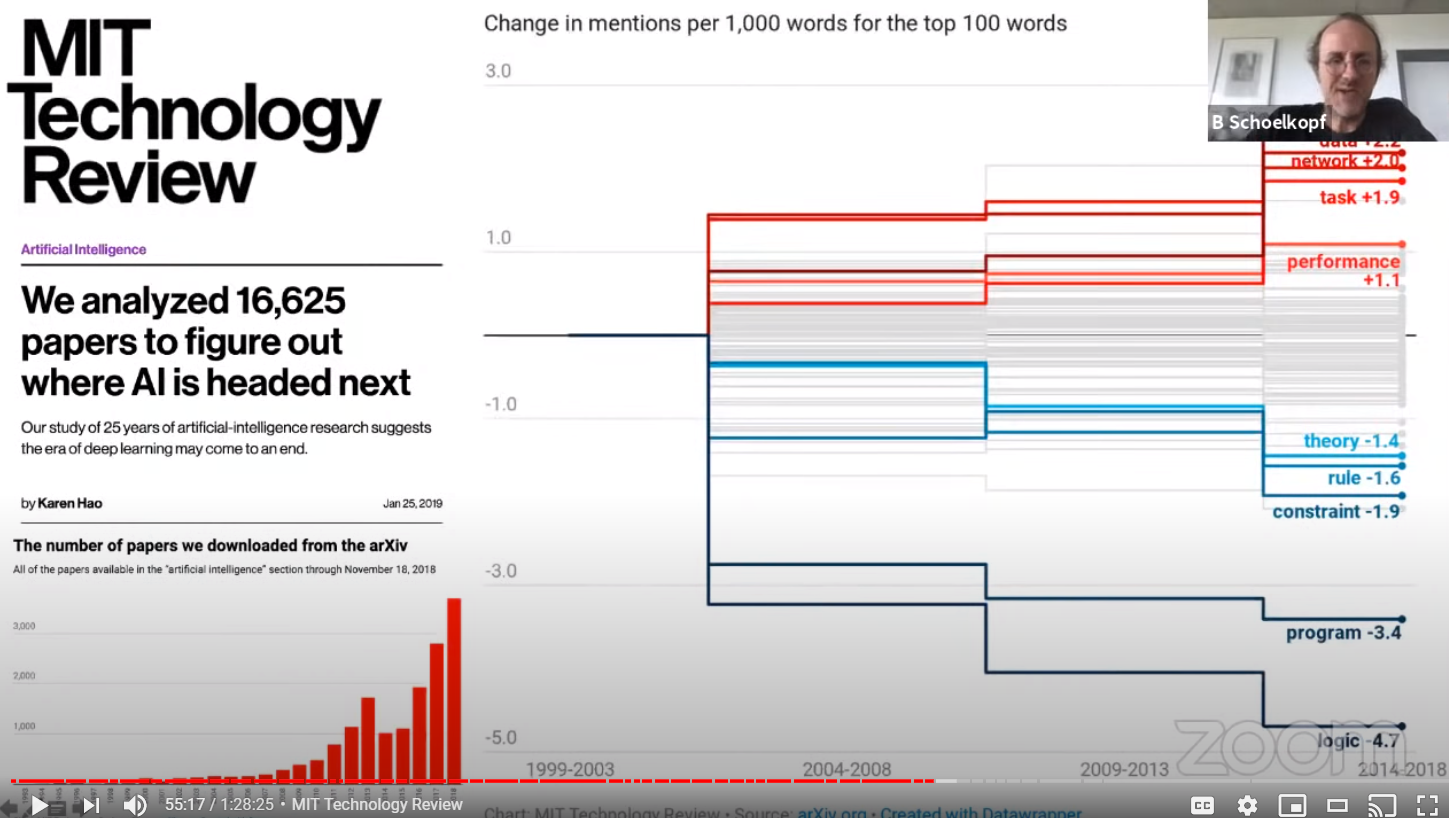 MIT
Technology
Review
Artificial Intelligence
We analyzed 16,625
papers to figure out
where AI is headed next
Our study of 25 years of artificial-intelligence research suggests
the era of deep learning may come to an end.
by Karen Hao
Jan 25, 2019
The number of papers we downloaded from the arXiv
All of the papers available in the "artificial intelligence" section through November 18, 2018
3,000
2,000
1,000
Change in mentions per 1,000 words for the top 100 words
3.0
1.0
-1.0
-3.0
-5.0
B Schoelkopf
data +2.2
network +2.0
task +1.9
performance
+1.1
theory -1.4
rule -1.6
constraint -1.9
program -3.4
logic -4.7
zoom
1999-2003
2004-2008
2009-2013
2014-2018
55:17 / 1:28:25 • MIT Technology Review
CC
Chart: MIT Technology Review • Source: arXiv.org • Created with Datawrapper